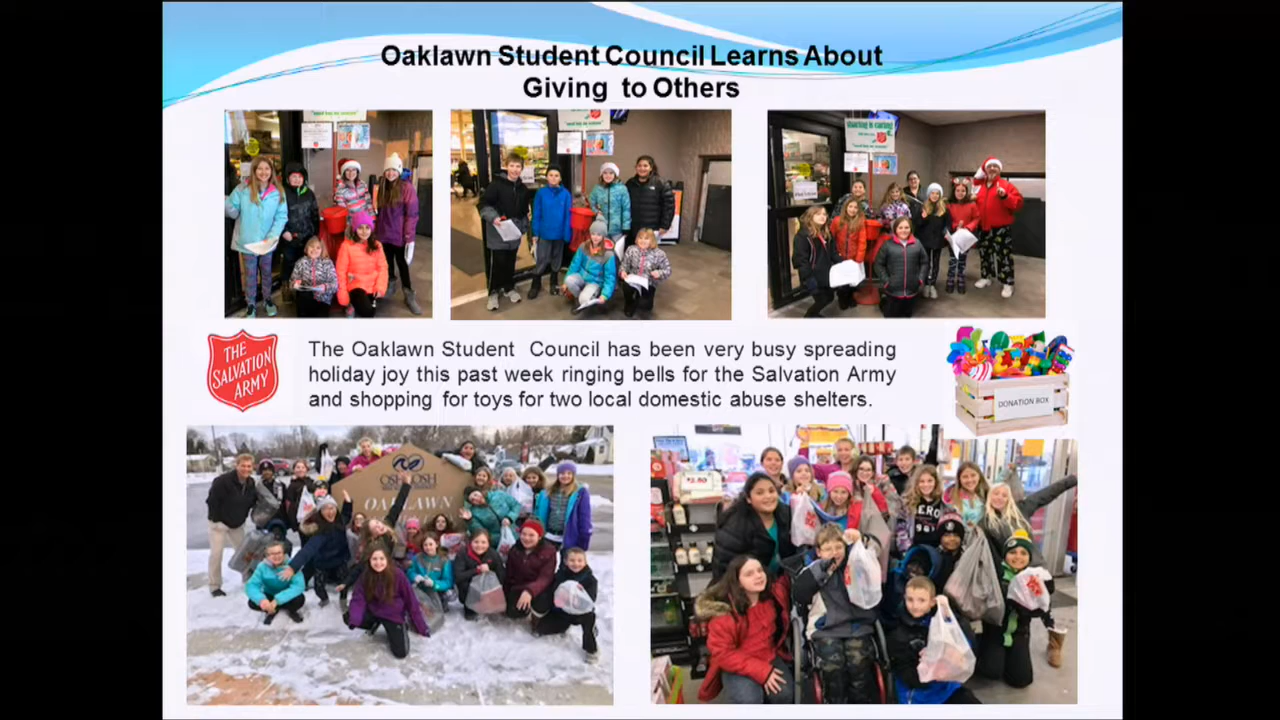 Oaklawn Student Council Learns About
Giving to Others
THE
SALVATION
ARMY
The Oaklawn Student Council has been very busy spreading
holiday joy this past week ringing bells for the Salvation Army
and shopping for toys for two local domestic abuse shelters.
DONATION BOX
OSHKOSH
OAKLAWN